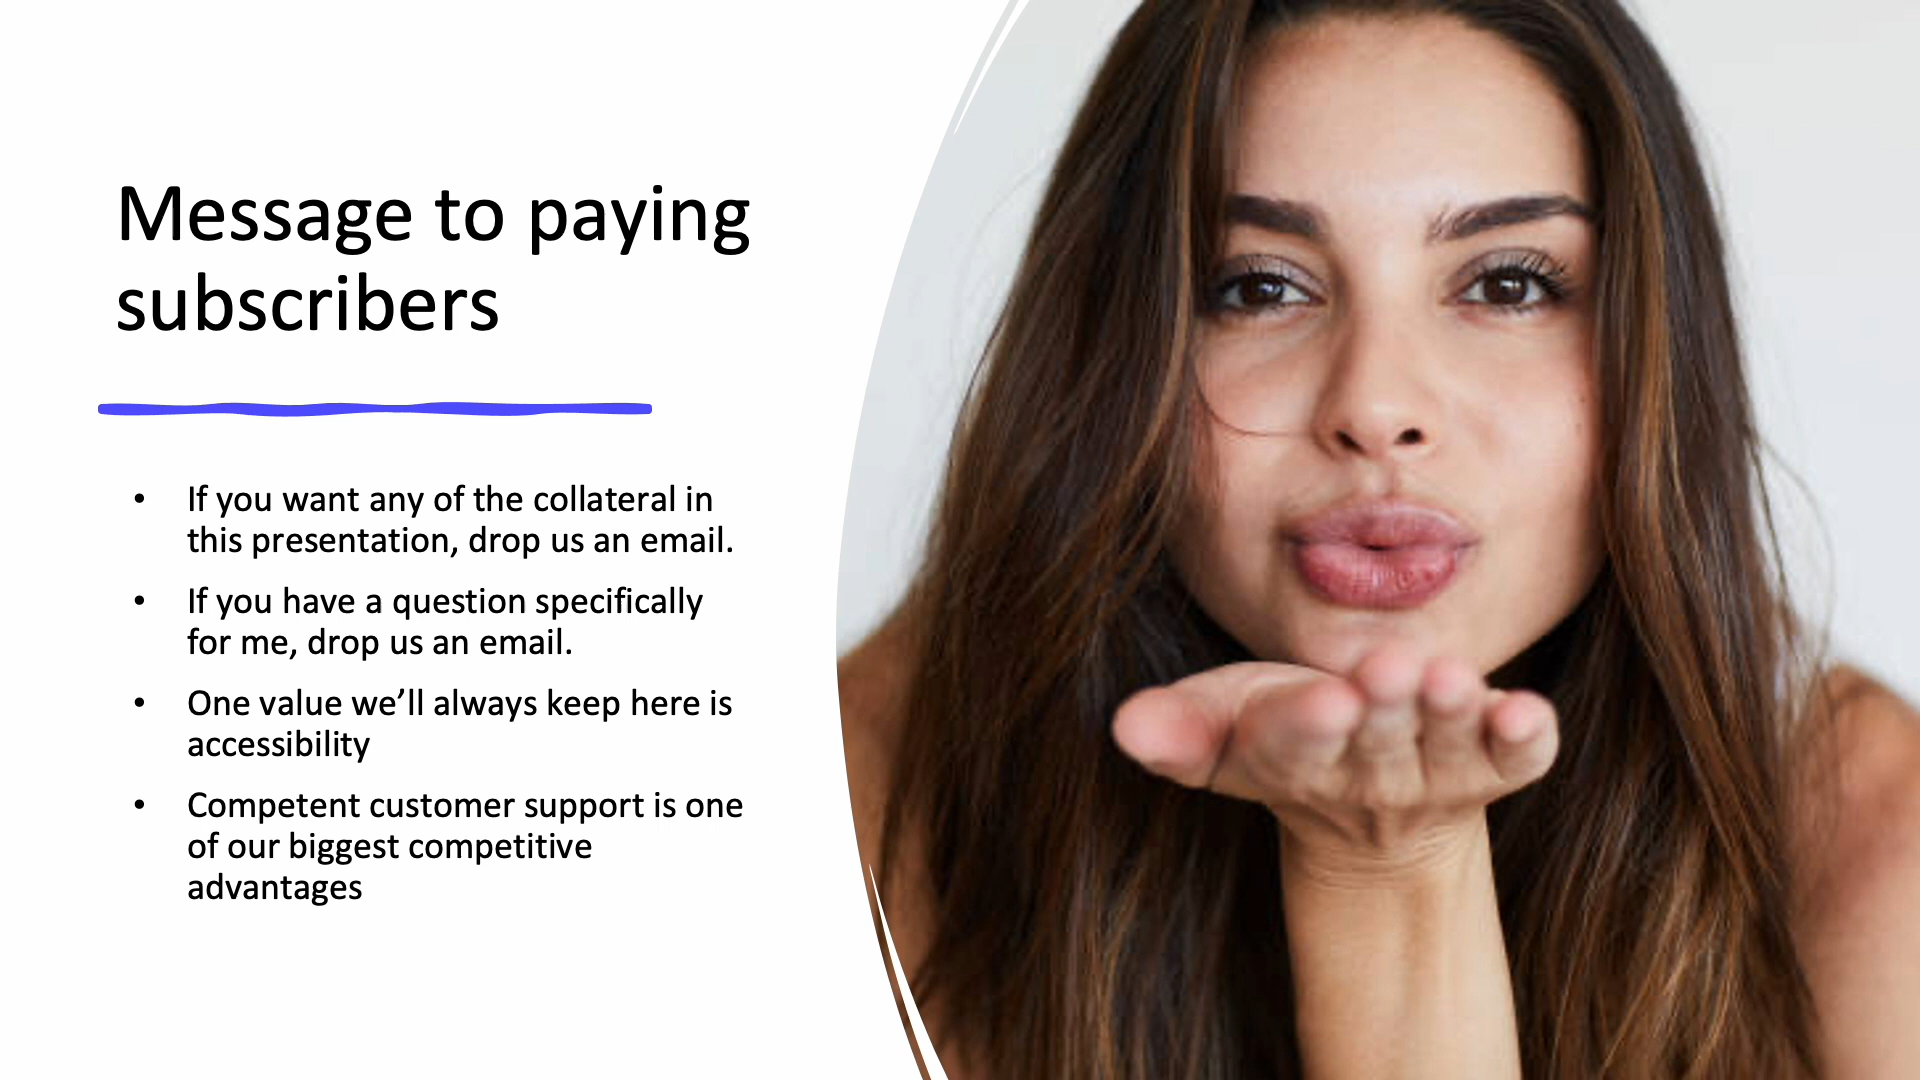 Message to paying
subscribers
• If you want any of the collateral in
this presentation, drop us an email.
• If you have a question specifically
for me, drop us an email.
• One value we’ll always keep here is
accessibility
• Competent customer support is one
of our biggest competitive
advantages